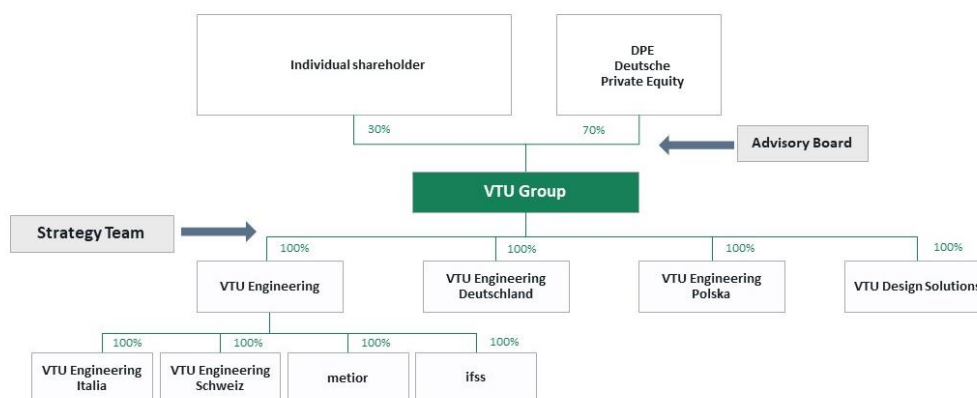 Individual shareholder
DPE
Deutsche
Private Equity
30%
70%
Advisory Board
VTU Group
Strategy Team
100%
100%
100%
100%
VTU Engineering
VTU Engineering
Deutschland
VTU Engineering
Polska
VTU Design Solutions
100%
100%
100%
100%
VTU Engineering
Italia
VTU Engineering
Schweiz
metior
ifss